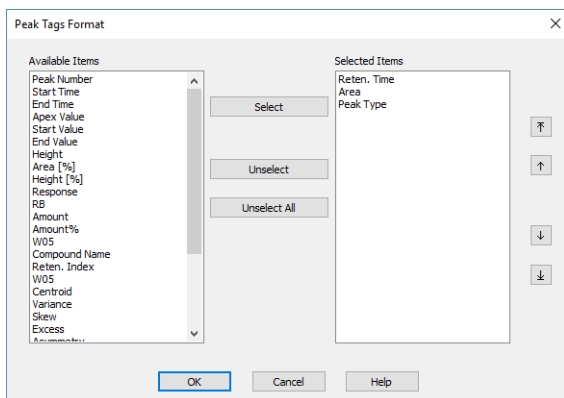 Peak Tags Format
Available Items
Peak Number
Start Time
End Time
Apex Value
Start Value
End Value
Height
Area [%]
Height [%]
Response
RB
Amount
Amount%
W05
Compound Name
Reten. Index
W05
Centroid
Variance
Skew
Excess
Asymmetry
Select
Unselect
Unselect All
Selected Items
Reten. Time
Area
Peak Type
OK
Cancel
Help